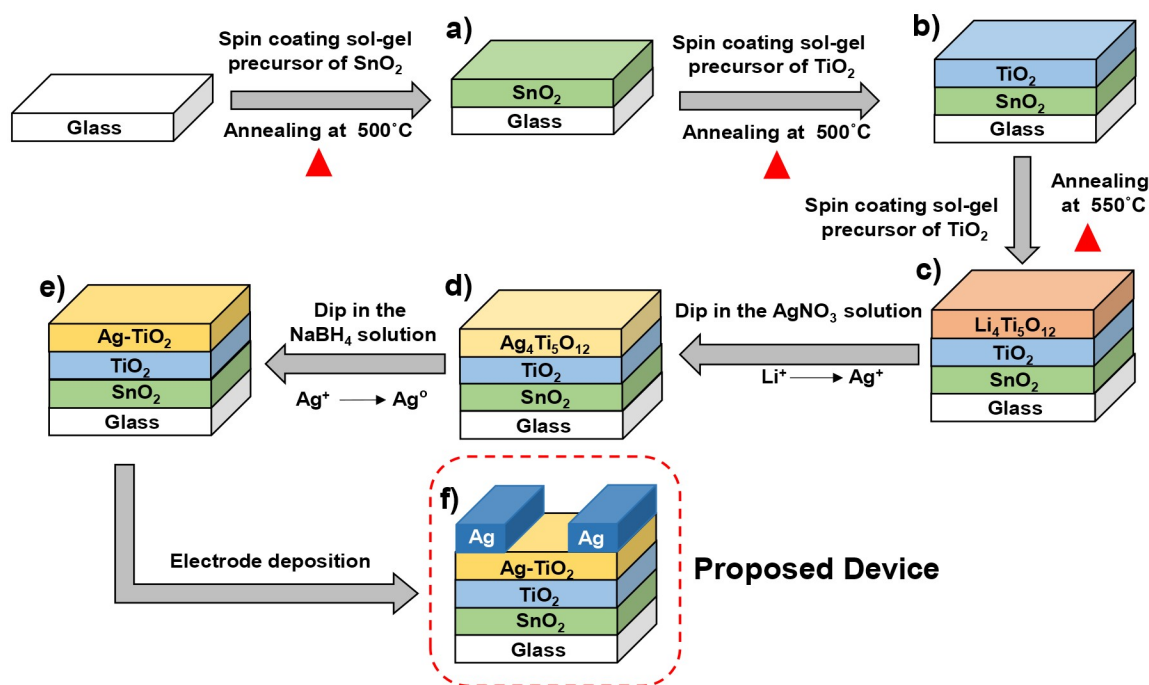 a)
b)
Spin coating sol-gel
precursor of SnO₂
Annealing at 500˚C
Spin coating sol-gel
precursor of TiO₂
Annealing at 500˚C
Glass
SnO₂
Glass
TiO₂
SnO₂
Glass
Spin coating sol-gel
precursor of TiO₂
Annealing
at 550˚C
e)
d)
c)
Ag-TiO₂
TiO₂
SnO₂
Glass
Dip in the
NaBH₄ solution
Ag⁺ → Ag⁰
Ag₄Ti₅O₁₂
TiO₂
SnO₂
Glass
Dip in the AgNO₃ solution
Li⁺ → Ag⁺
Li₄Ti₅O₁₂
TiO₂
SnO₂
Glass
Electrode deposition
f)
Ag Ag
Ag-TiO₂
TiO₂
SnO₂
Glass
Proposed Device